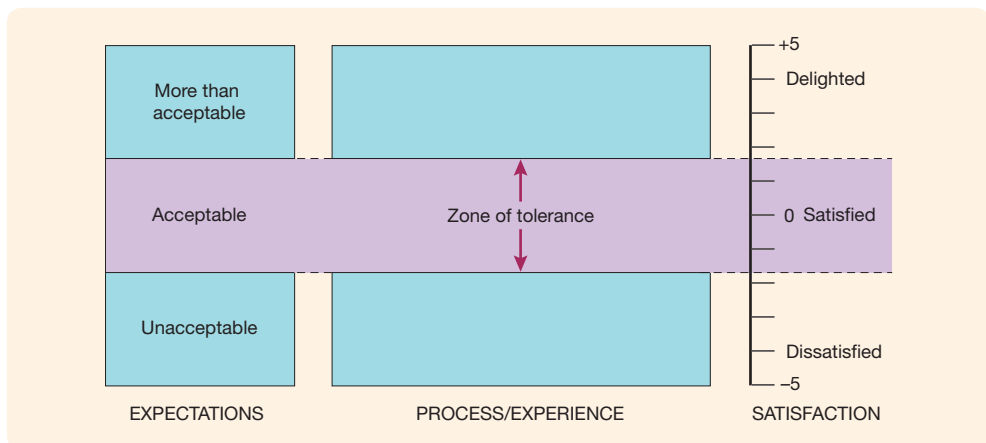 +5
More than
acceptable
Delighted
Acceptable
Zone of tolerance
0 Satisfied
Unacceptable
Dissatisfied
–5
EXPECTATIONS
PROCESS/EXPERIENCE
SATISFACTION